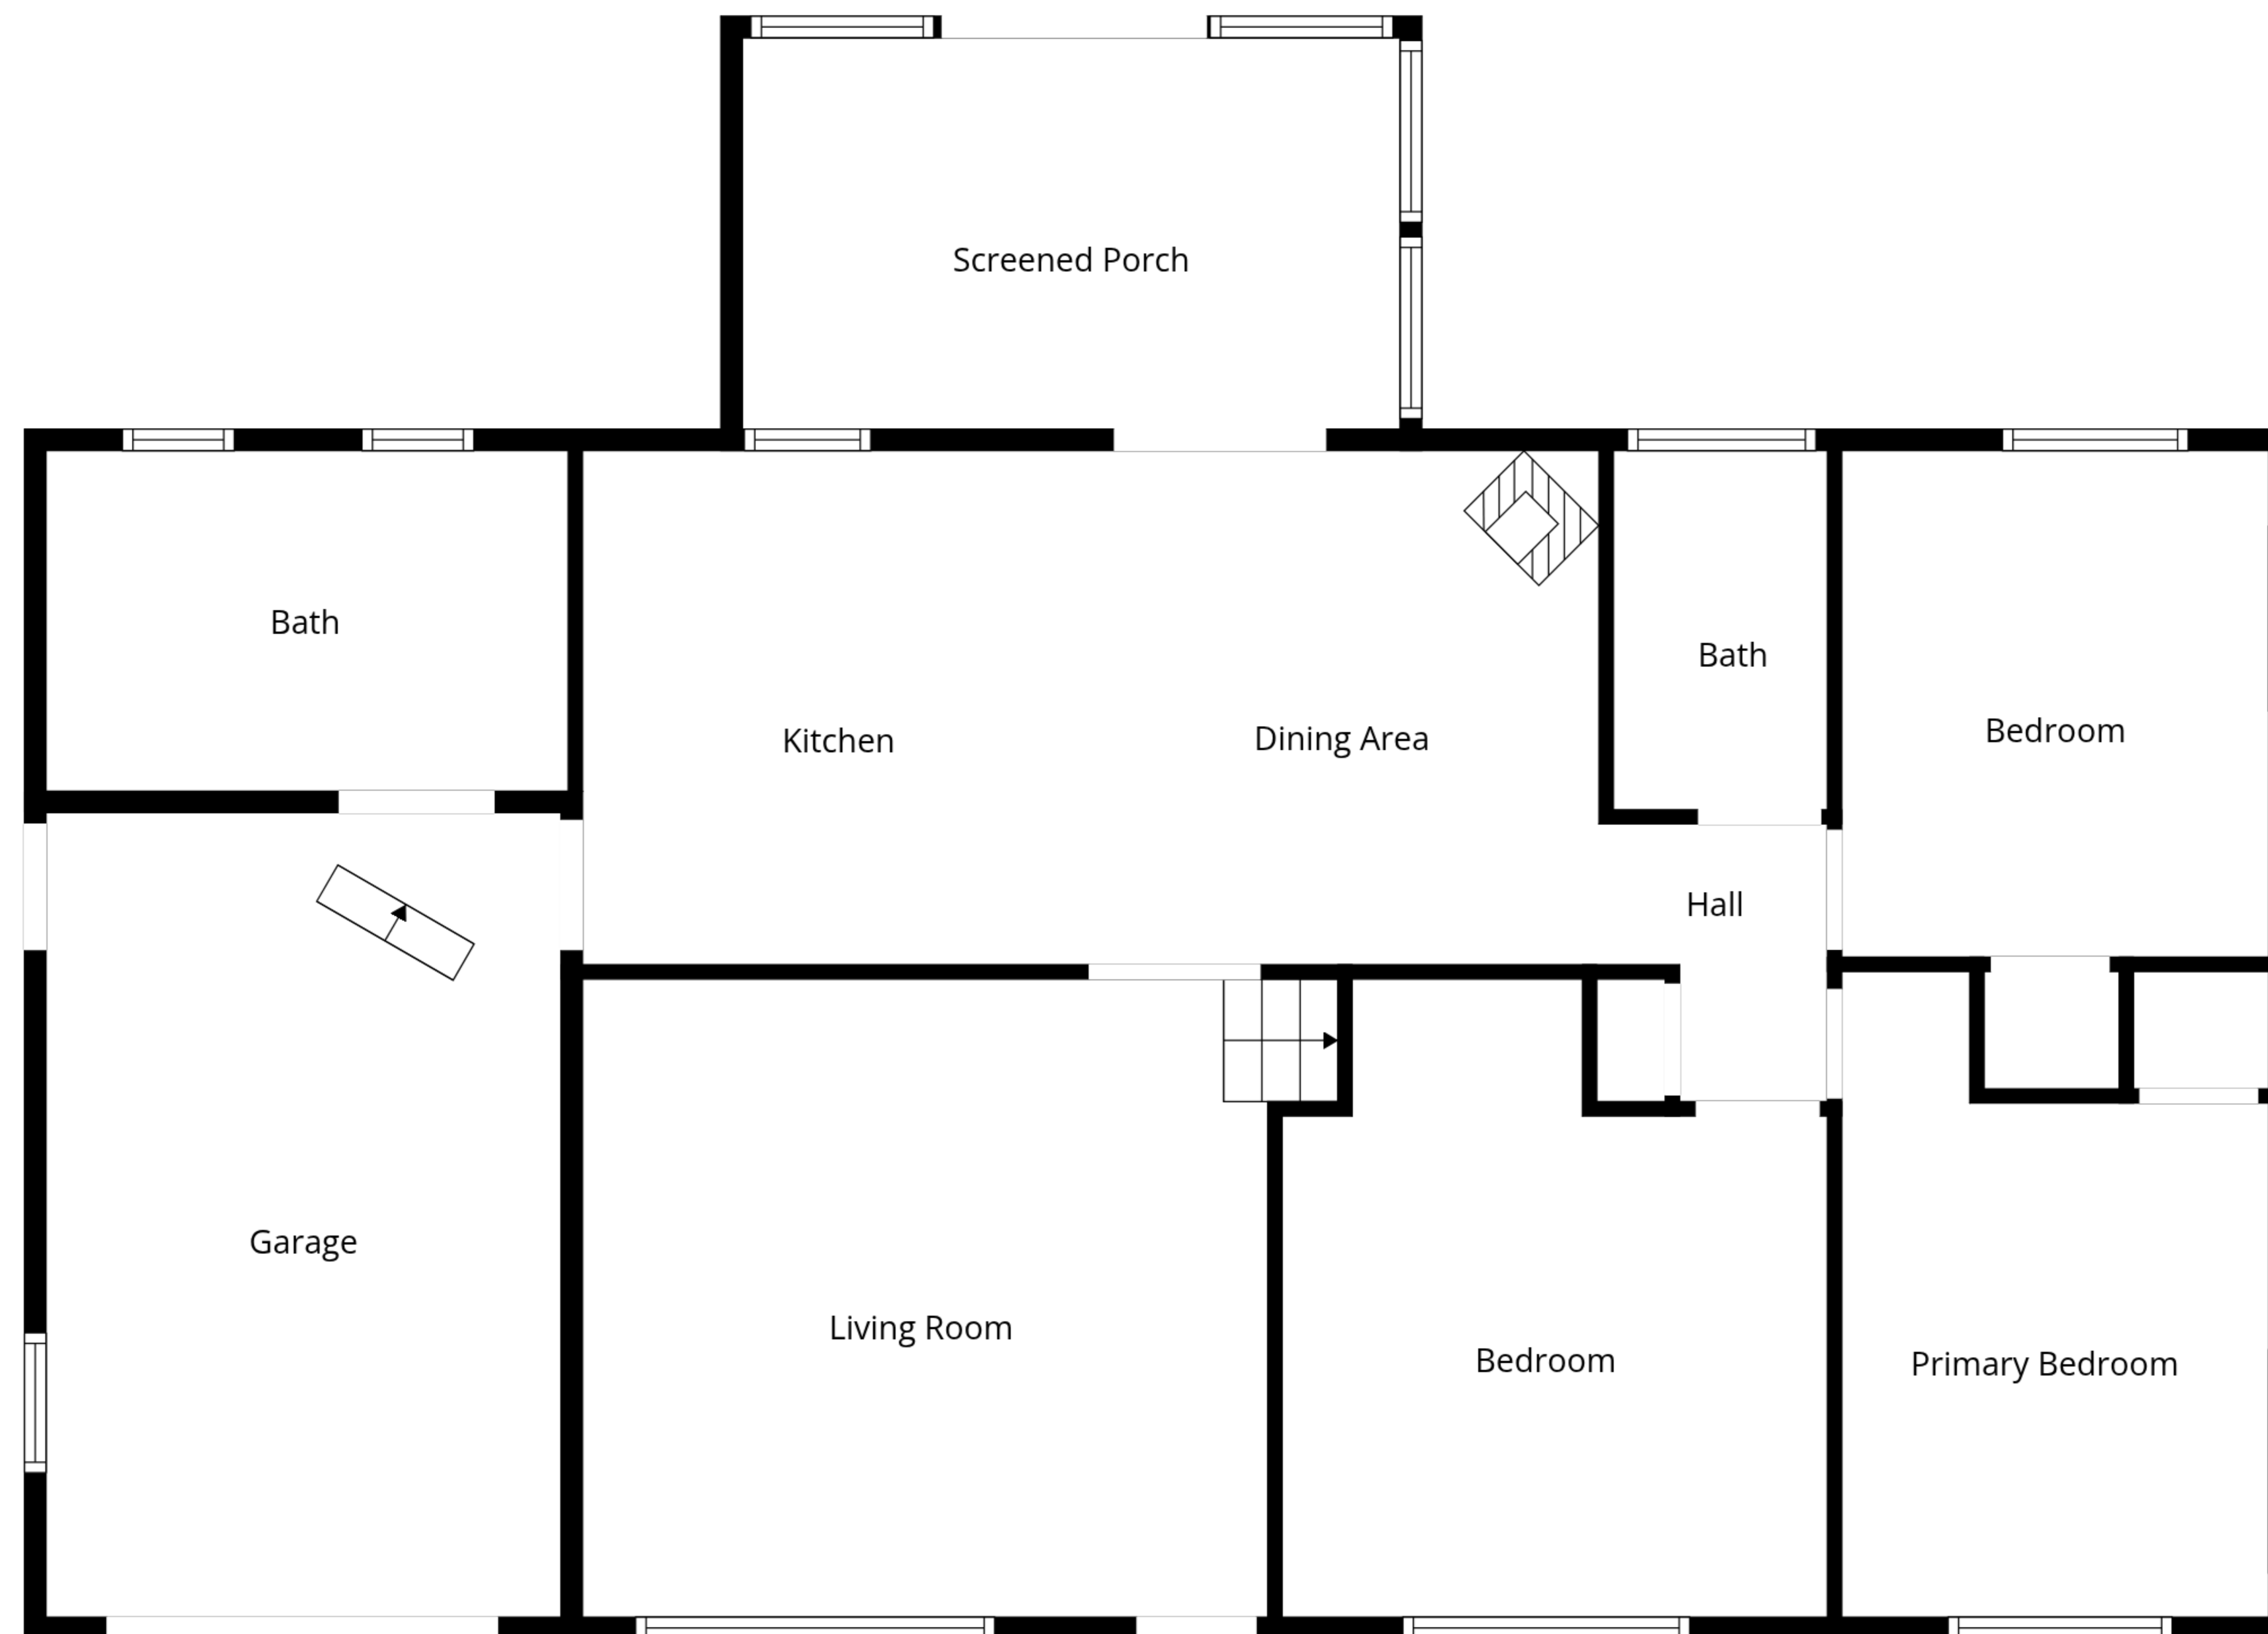 Screened Porch
Bath
Bath
Kitchen
Dining Area
Bedroom
Hall
Garage
Living Room
Bedroom
Primary Bedroom